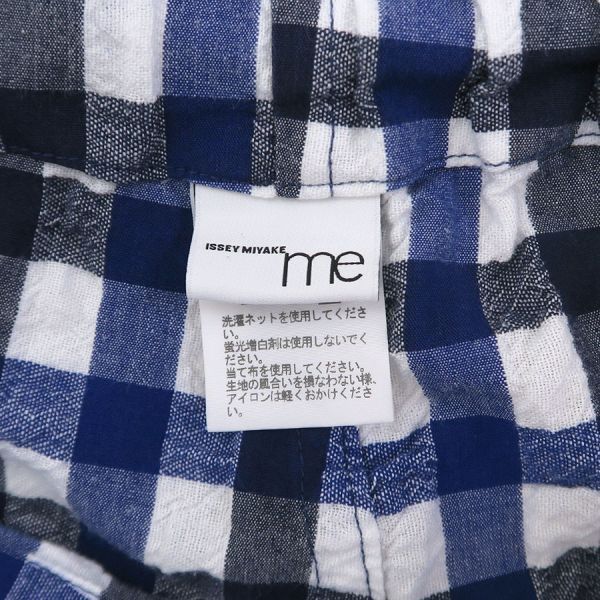 ISSEY MIYAKE me
洗濯ネットを使用してくださ
い。
蛍光増白剤は使用しないでく
ださい。
当て布を使用してください。
生地の風合いを損なわない様、
アイロンは軽くおかけください。